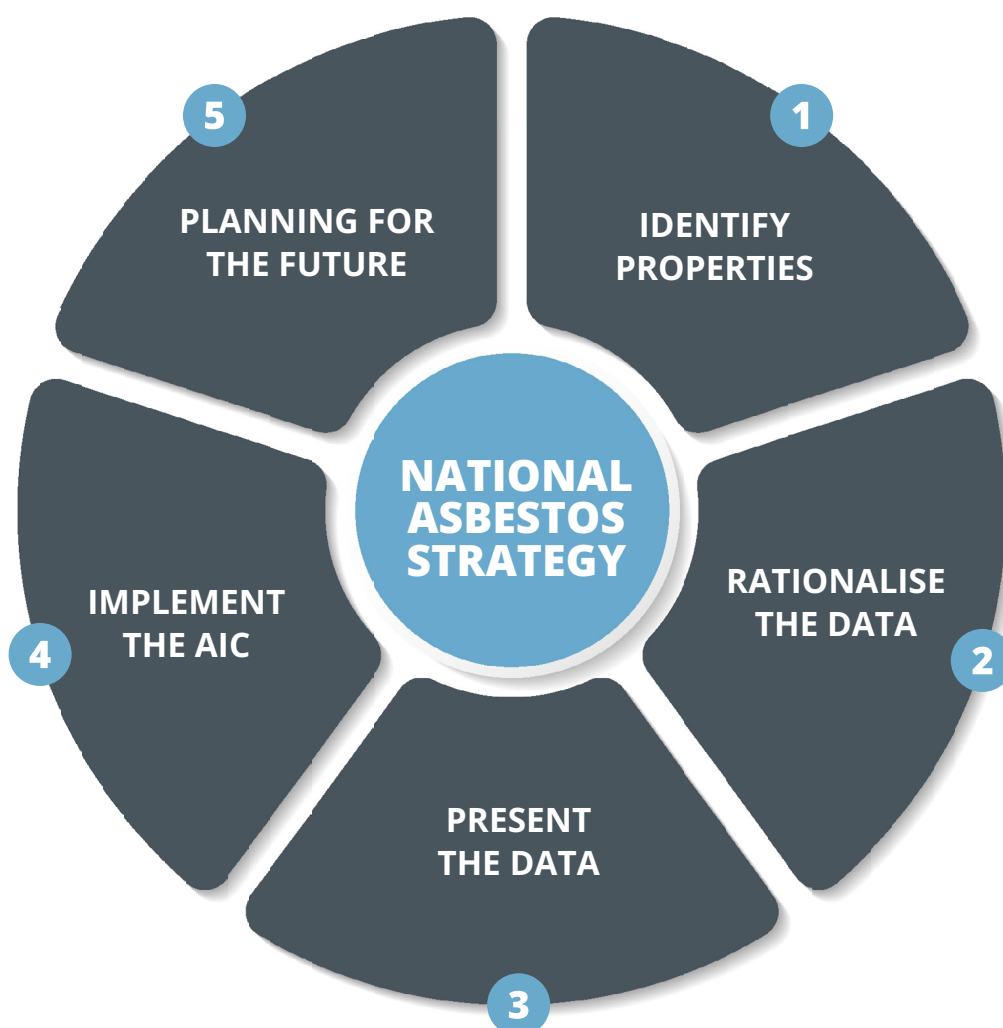 NATIONAL
ASBESTOS
STRATEGY
1
IDENTIFY
PROPERTIES
2
RATIONALISE
THE DATA
3
PRESENT
THE DATA
4
IMPLEMENT
THE AIC
5
PLANNING FOR
THE FUTURE